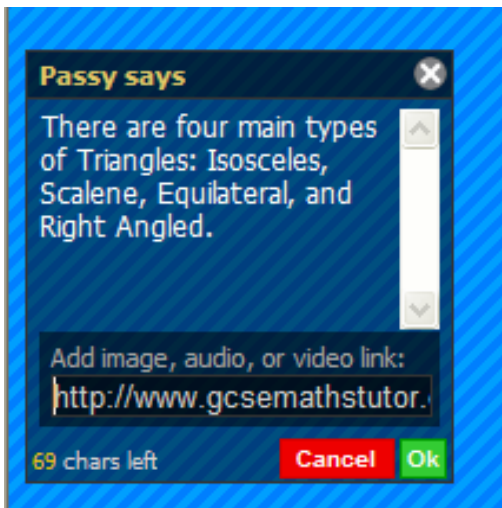 Passy says
There are four main types
of Triangles: Isosceles,
Scalene, Equilateral, and
Right Angled.
Add image, audio, or video link:
http://www.gcsemathstutor.
69 chars left
Cancel
Ok